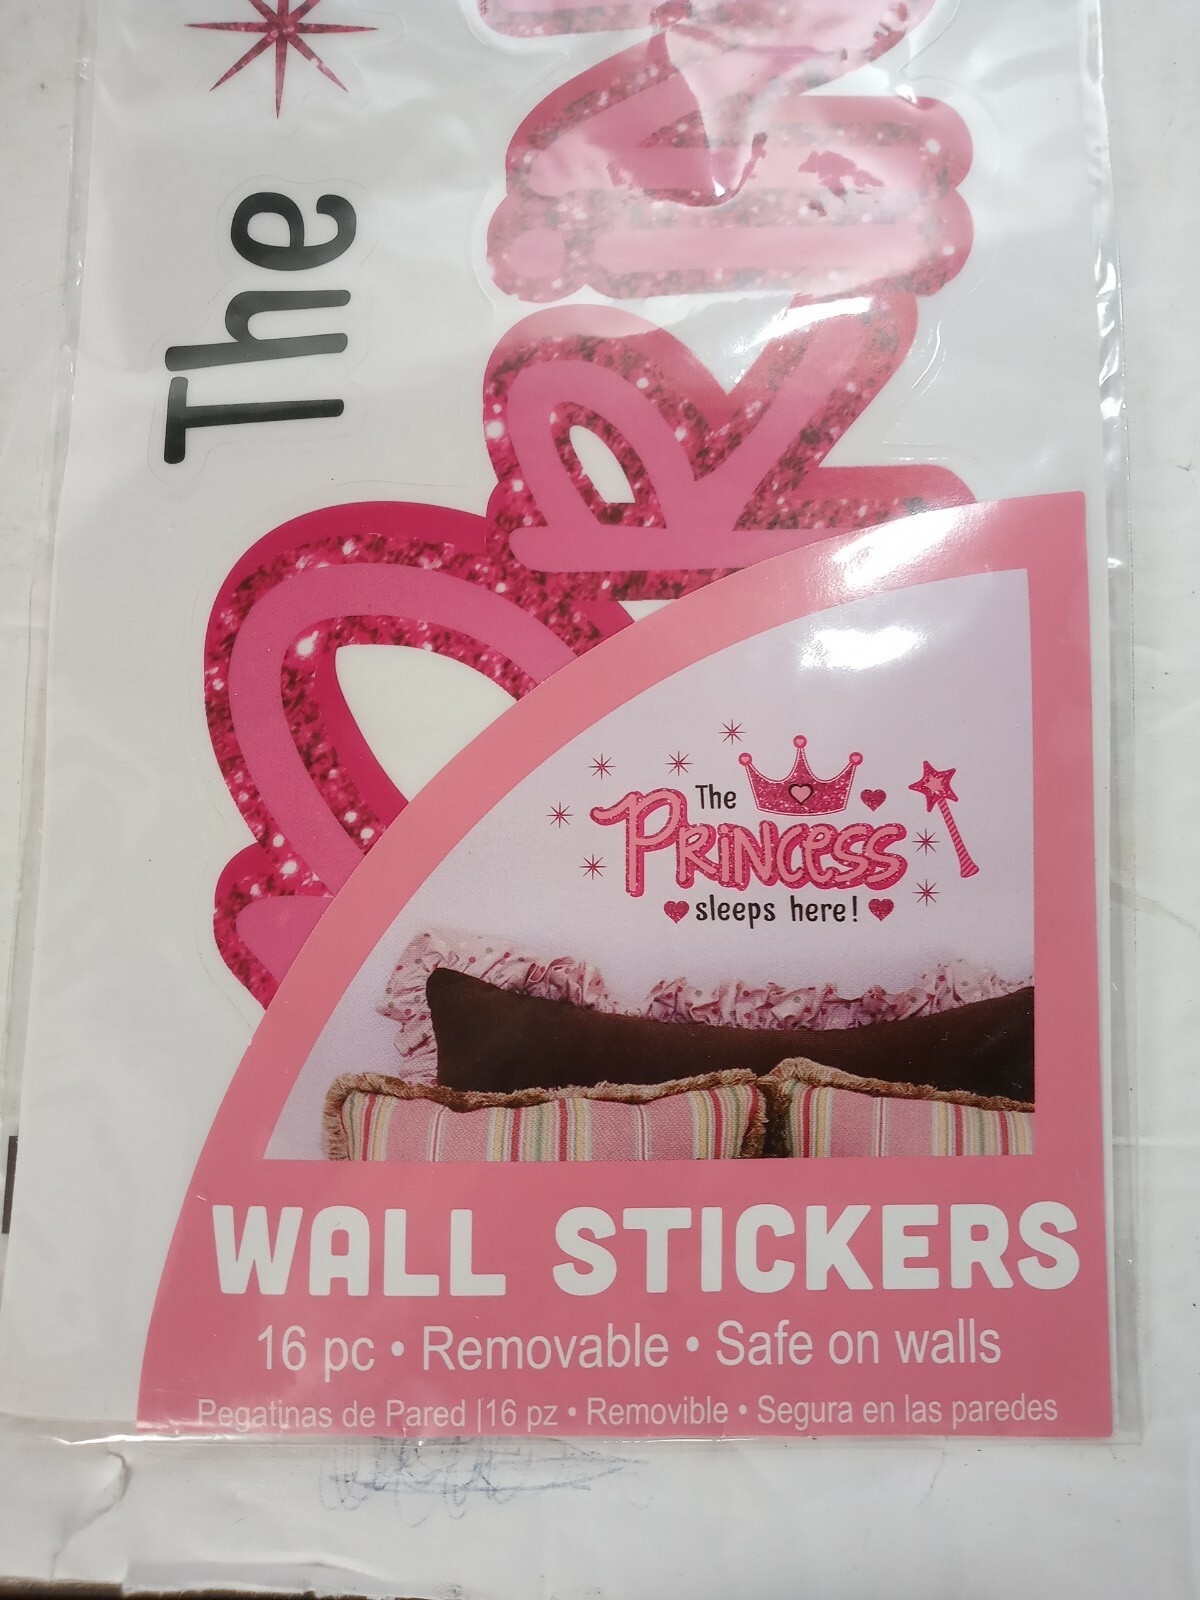 The
PRiN
The
PRiNCeSS
sleeps here!
WALL STICKERS
16 pc • Removable • Safe on walls
Pegatinas de Pared |16 pz • Removible • Segura en las paredes